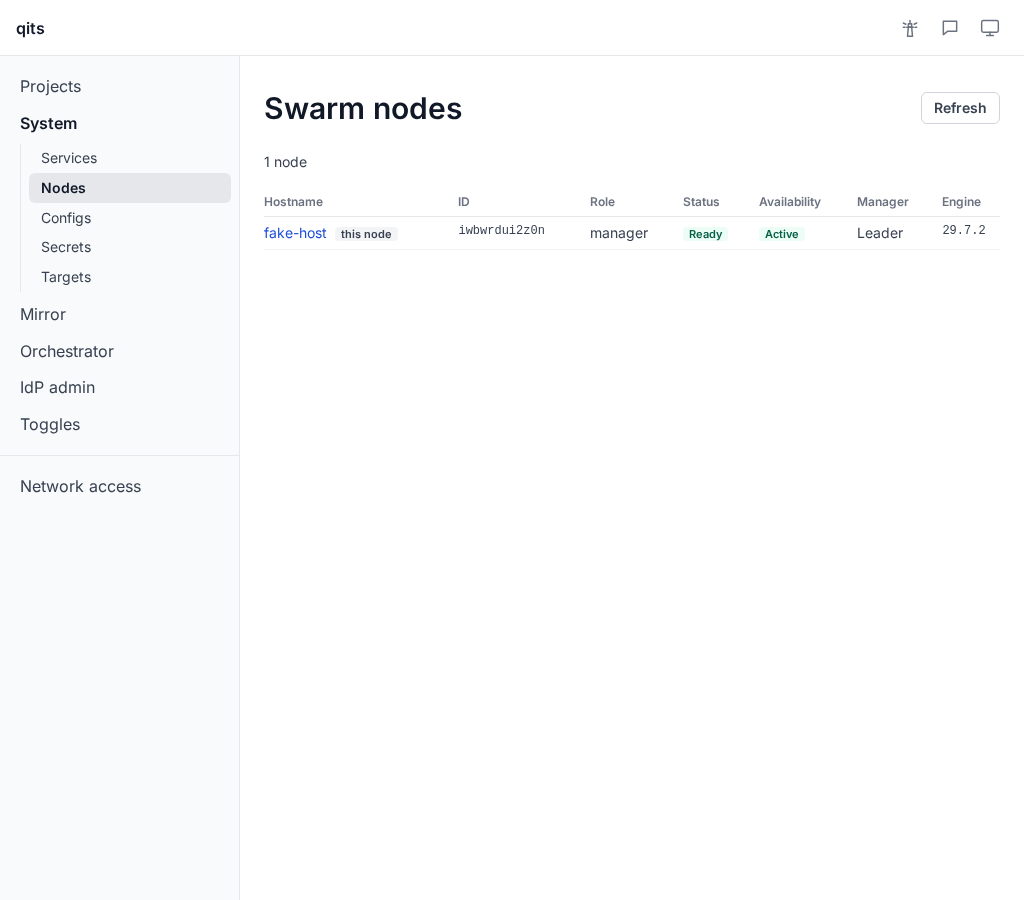 qits
Projects
System
Services
Nodes
Configs
Secrets
Targets
Mirror
Orchestrator
IdP admin
Toggles
Network access
Swarm nodes
Refresh
1 node
Hostname ID Role Status Availability Manager Engine
fake-host this node iwbwrdui2z0n manager Ready Active Leader 29.7.2